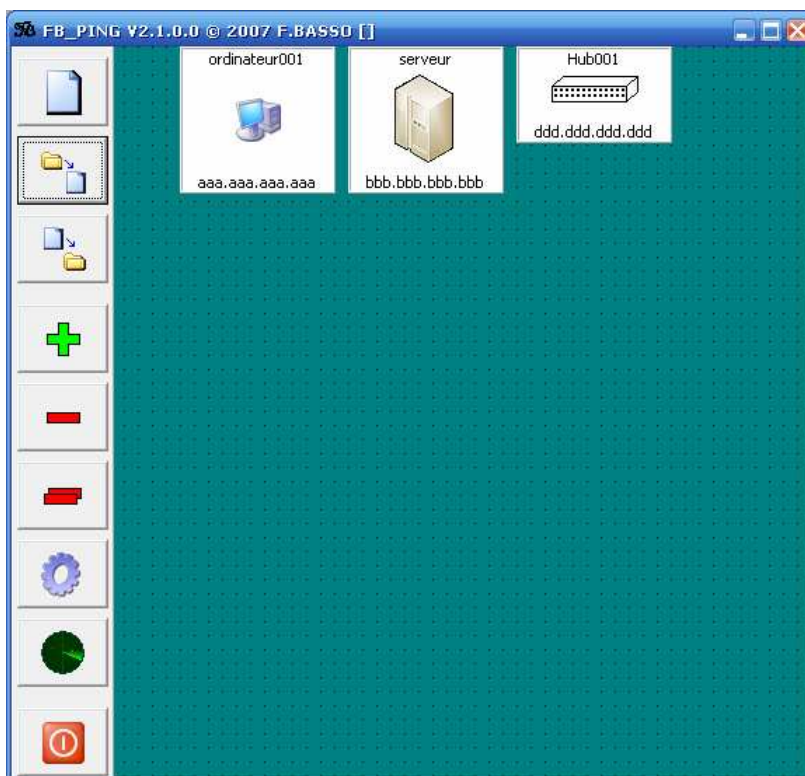 FB_PING V2.1.0.0 © 2007 F.BASSO []
ordinateur001
aaa.aaa.aaa.aaa
serveur
bbb.bbb.bbb.bbb
Hub001
ddd.ddd.ddd.ddd